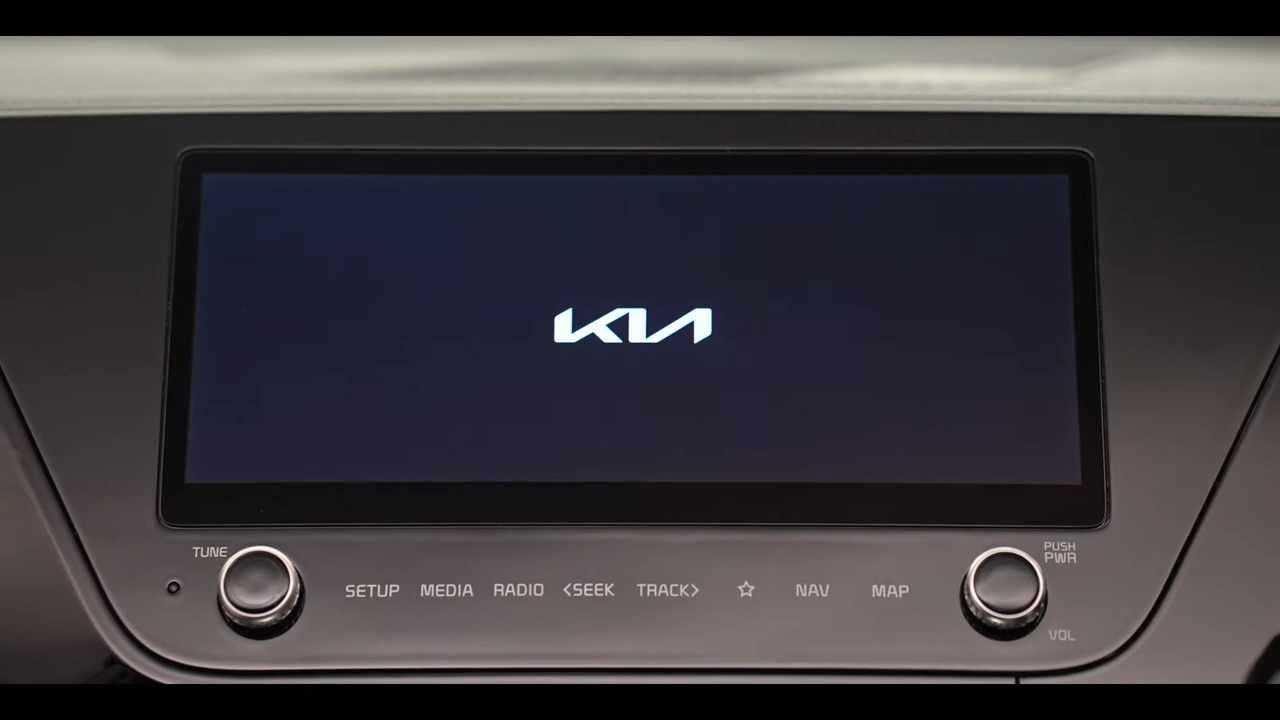 KIA
TUNE
SETUP MEDIA RADIO <SEEK TRACK> ☆ NAV MAP
PUSH
PWR
VOL